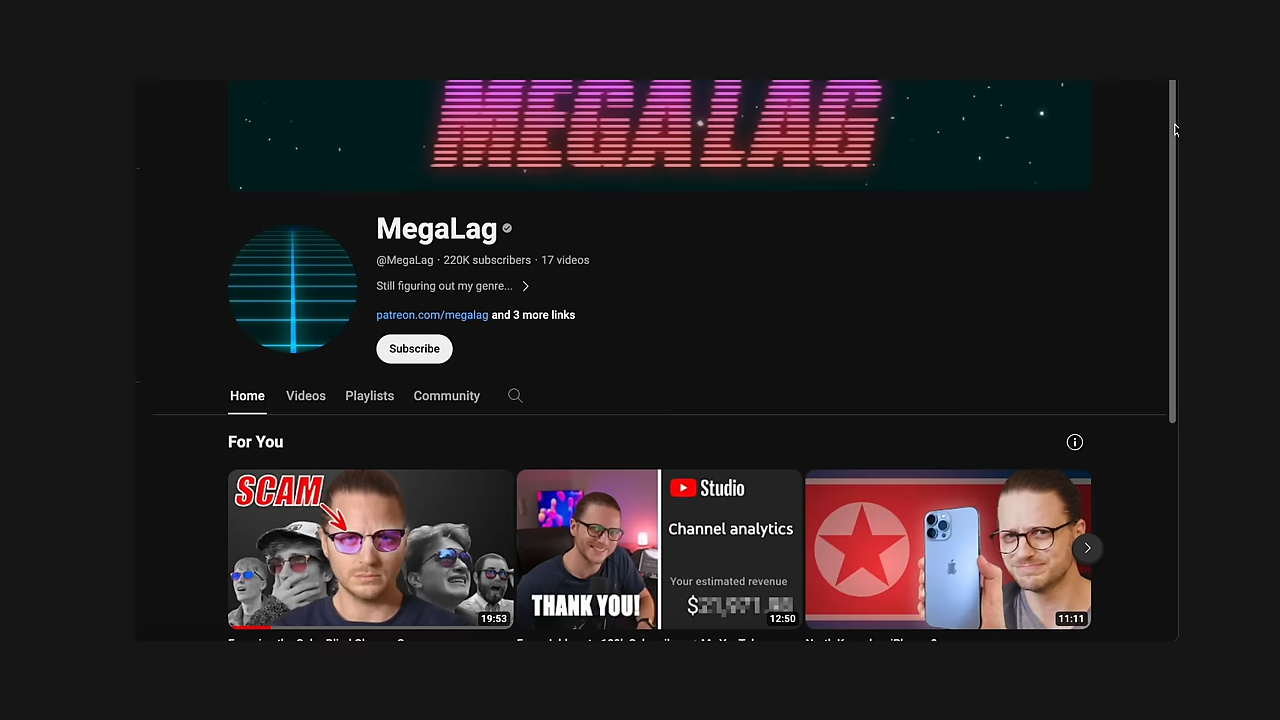 MEGALAG
MegaLag
@MegaLag · 220K subscribers · 17 videos
Still figuring out my genre...
patreon.com/megalag and 3 more links
Subscribe
Home Videos Playlists Community
For You
SCAM
19:53
THANK YOU!
Studio
Channel analytics
Your estimated revenue
$
12:50
11:11